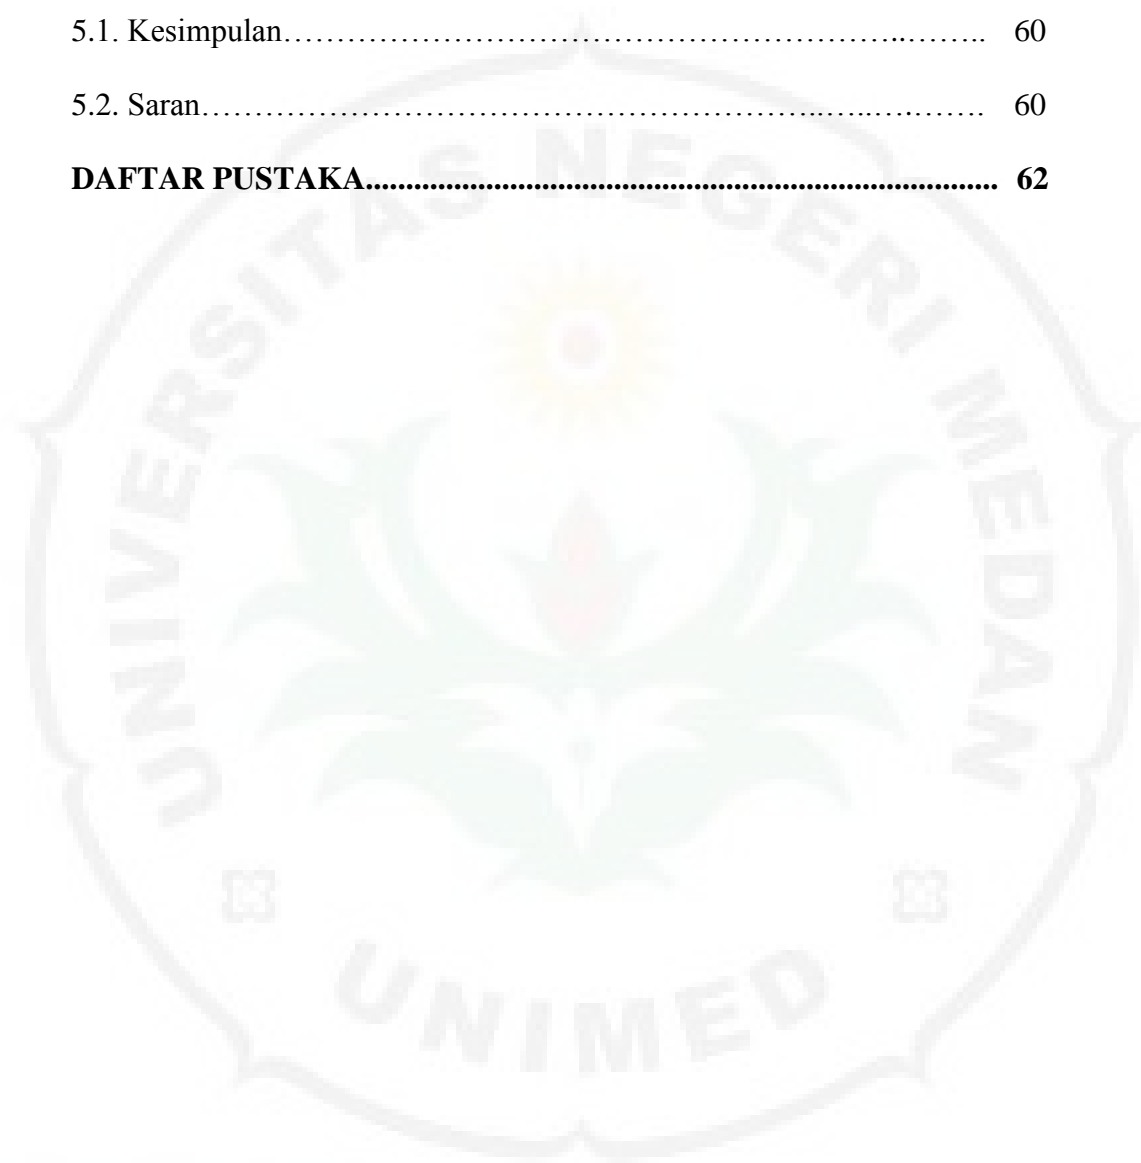 5.1. Kesimpulan…………………………………………………..…….. 60
5.2. Saran…………………………………………………..…..….……. 60
DAFTAR PUSTAKA............................................................................. 62
UNIVERSITAS NEGERI MEDAN
UNIMED